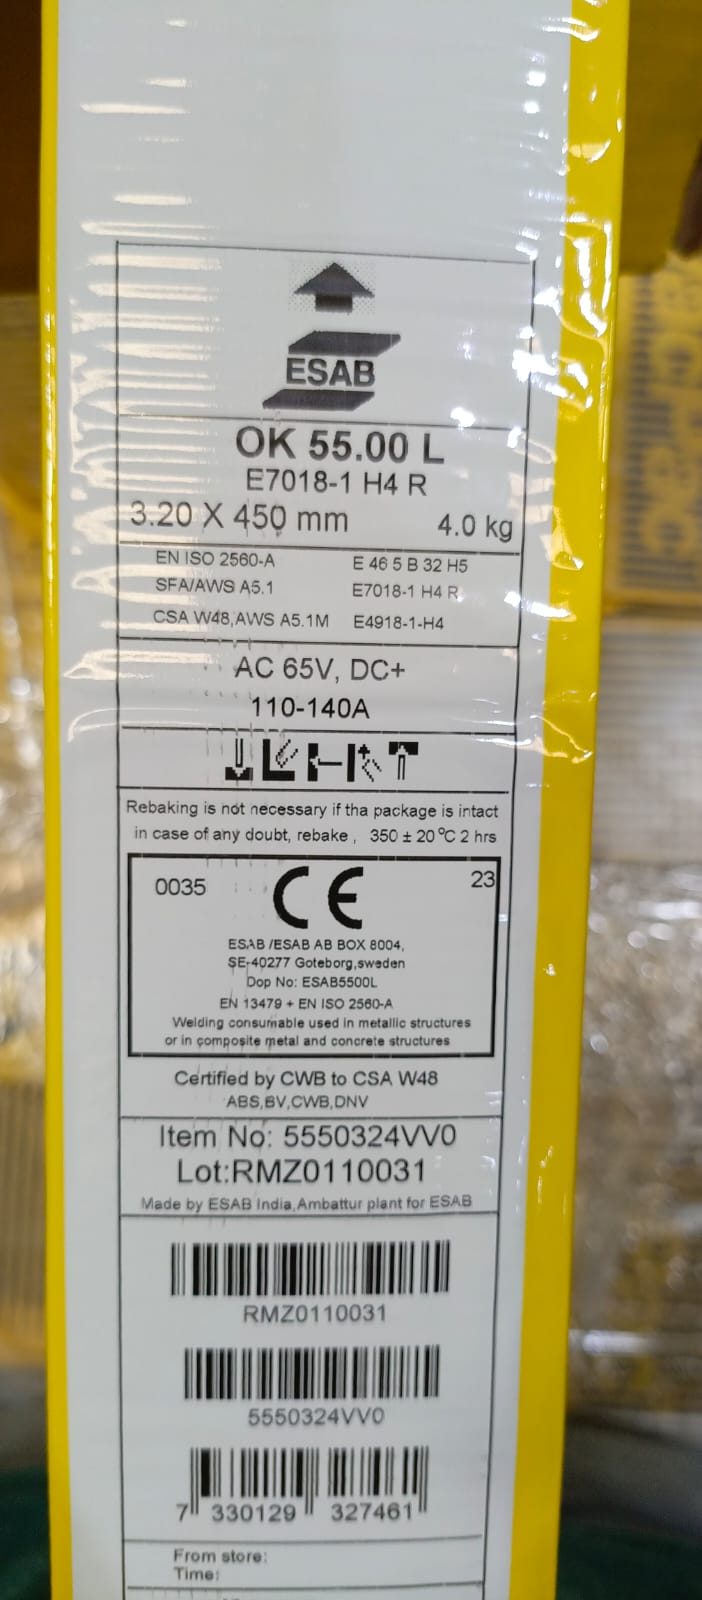 ESAB
OK 55.00 L
E7018-1 H4 R
3.20 X 450 mm 4.0 kg
EN ISO 2560-A E 46 5 B 32 H5
SFA/AWS A5.1 E7018-1 H4 R
CSA W48,AWS A5.1M E4918-1-H4
AC 65V, DC+
110-140A
Rebaking is not necessary if tha package is intact
in case of any doubt, rebake , 350 ± 20 ºC 2 hrs
0035 CE 23
ESAB /ESAB AB BOX 8004,
SE-40277 Goteborg,sweden
Dop No: ESAB5500L
EN 13479 + EN ISO 2560-A
Welding consumable used in metallic structures
or in composite metal and concrete structures
Certified by CWB to CSA W48
ABS,BV,CWB,DNV
Item No: 5550324VV0
Lot:RMZ0110031
Made by ESAB India,Ambattur plant for ESAB
RMZ0110031
5550324VV0
7 330129 327461
From store:
Time: